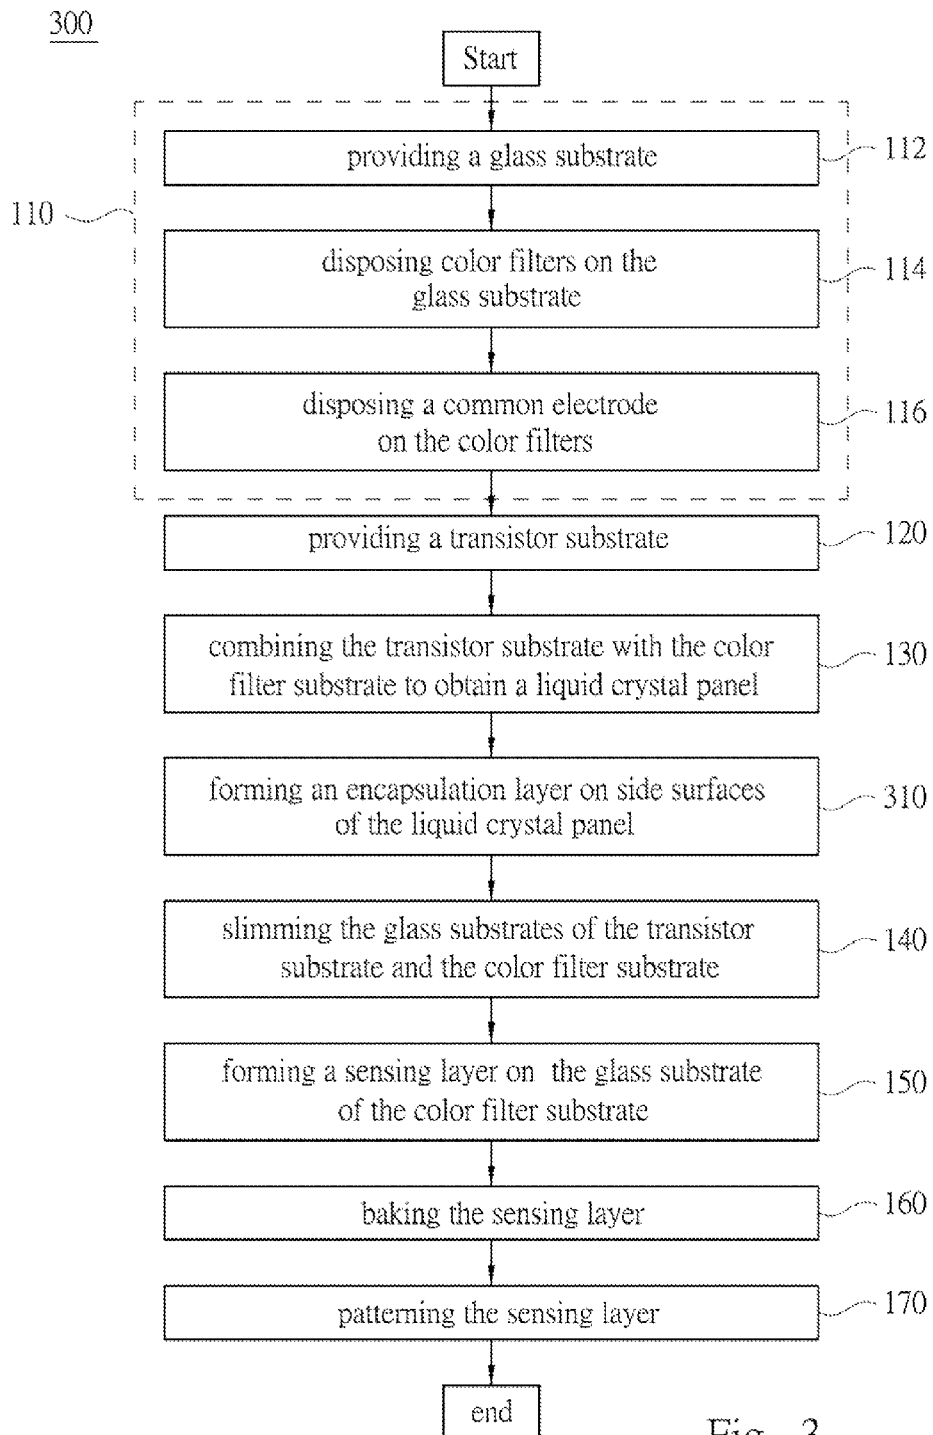 300
Start
providing a glass substrate
112
110
disposing color filters on the
glass substrate
114
disposing a common electrode
on the color filters
116
providing a transistor substrate
120
combining the transistor substrate with the color
filter substrate to obtain a liquid crystal panel
130
forming an encapsulation layer on side surfaces
of the liquid crystal panel
310
slimming the glass substrates of the transistor
substrate and the color filter substrate
140
forming a sensing layer on the glass substrate
of the color filter substrate
150
baking the sensing layer
160
patterning the sensing layer
170
end
Fig. 3